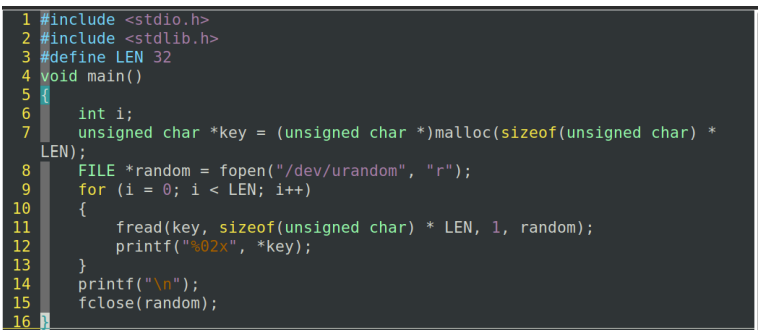 1 #include <stdio.h>
2 #include <stdlib.h>
3 #define LEN 32
4 void main()
5 {
6     int i;
7     unsigned char *key = (unsigned char *)malloc(sizeof(unsigned char) *
LEN);
8     FILE *random = fopen("/dev/urandom", "r");
9     for (i = 0; i < LEN; i++)
10     {
11         fread(key, sizeof(unsigned char) * LEN, 1, random);
12         printf("%02x", *key);
13     }
14     printf("\n");
15     fclose(random);
16 }